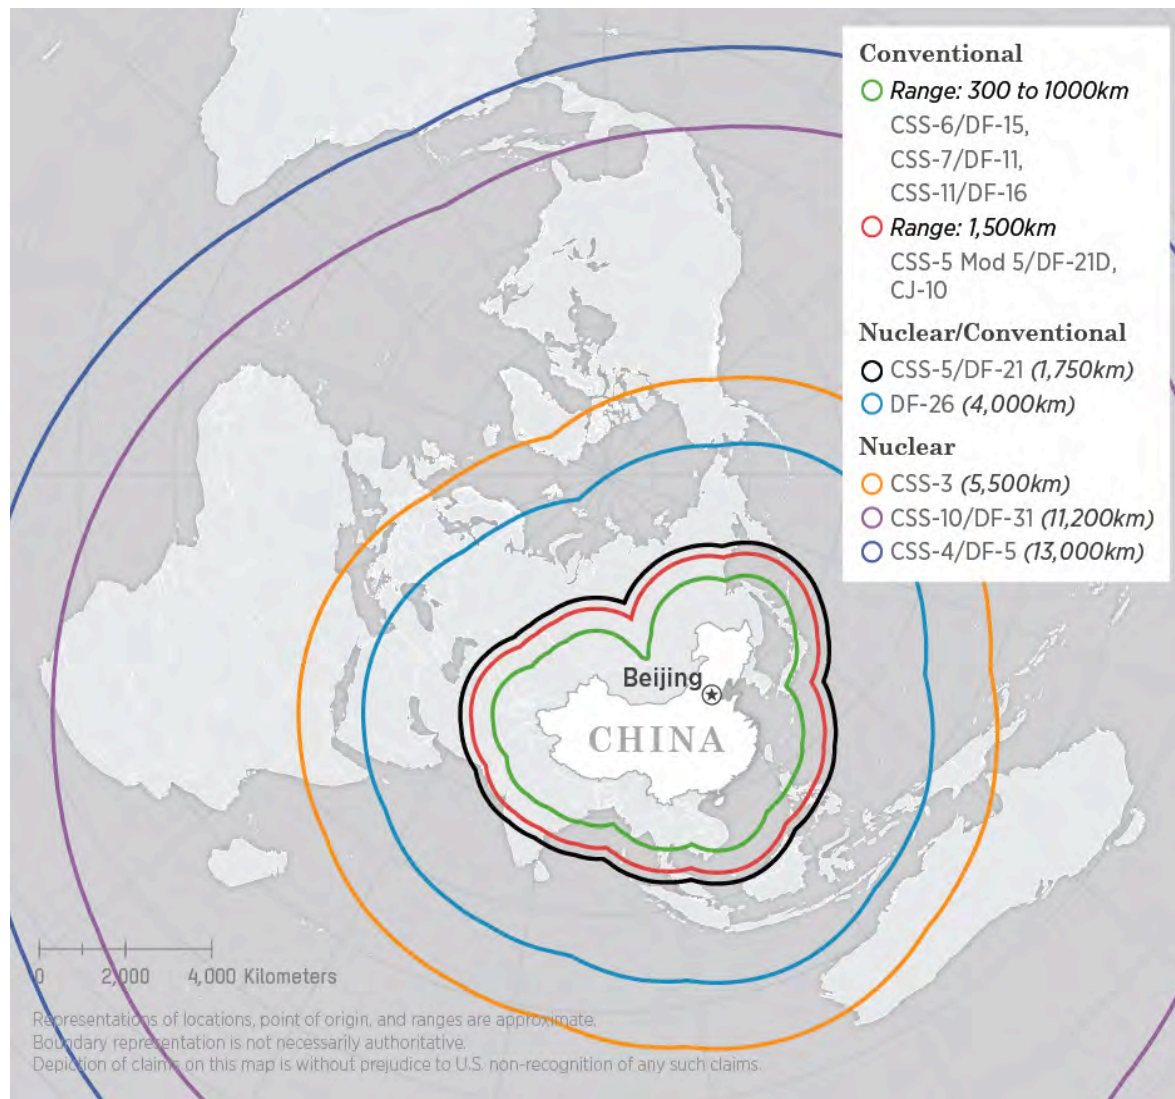 Conventional
Range: 300 to 1000km
CSS-6/DF-15,
CSS-7/DF-11,
CSS-11/DF-16
Range: 1,500km
CSS-5 Mod 5/DF-21D,
CJ-10
Nuclear/Conventional
CSS-5/DF-21 (1,750km)
DF-26 (4,000km)
Nuclear
CSS-3 (5,500km)
CSS-10/DF-31 (11,200km)
CSS-4/DF-5 (13,000km)
Beijing
CHINA
0 2,000 4,000 Kilometers
Representations of locations, point of origin, and ranges are approximate.
Boundary representation is not necessarily authoritative.
Depiction of claims on this map is without prejudice to U.S. non-recognition of any such claims.